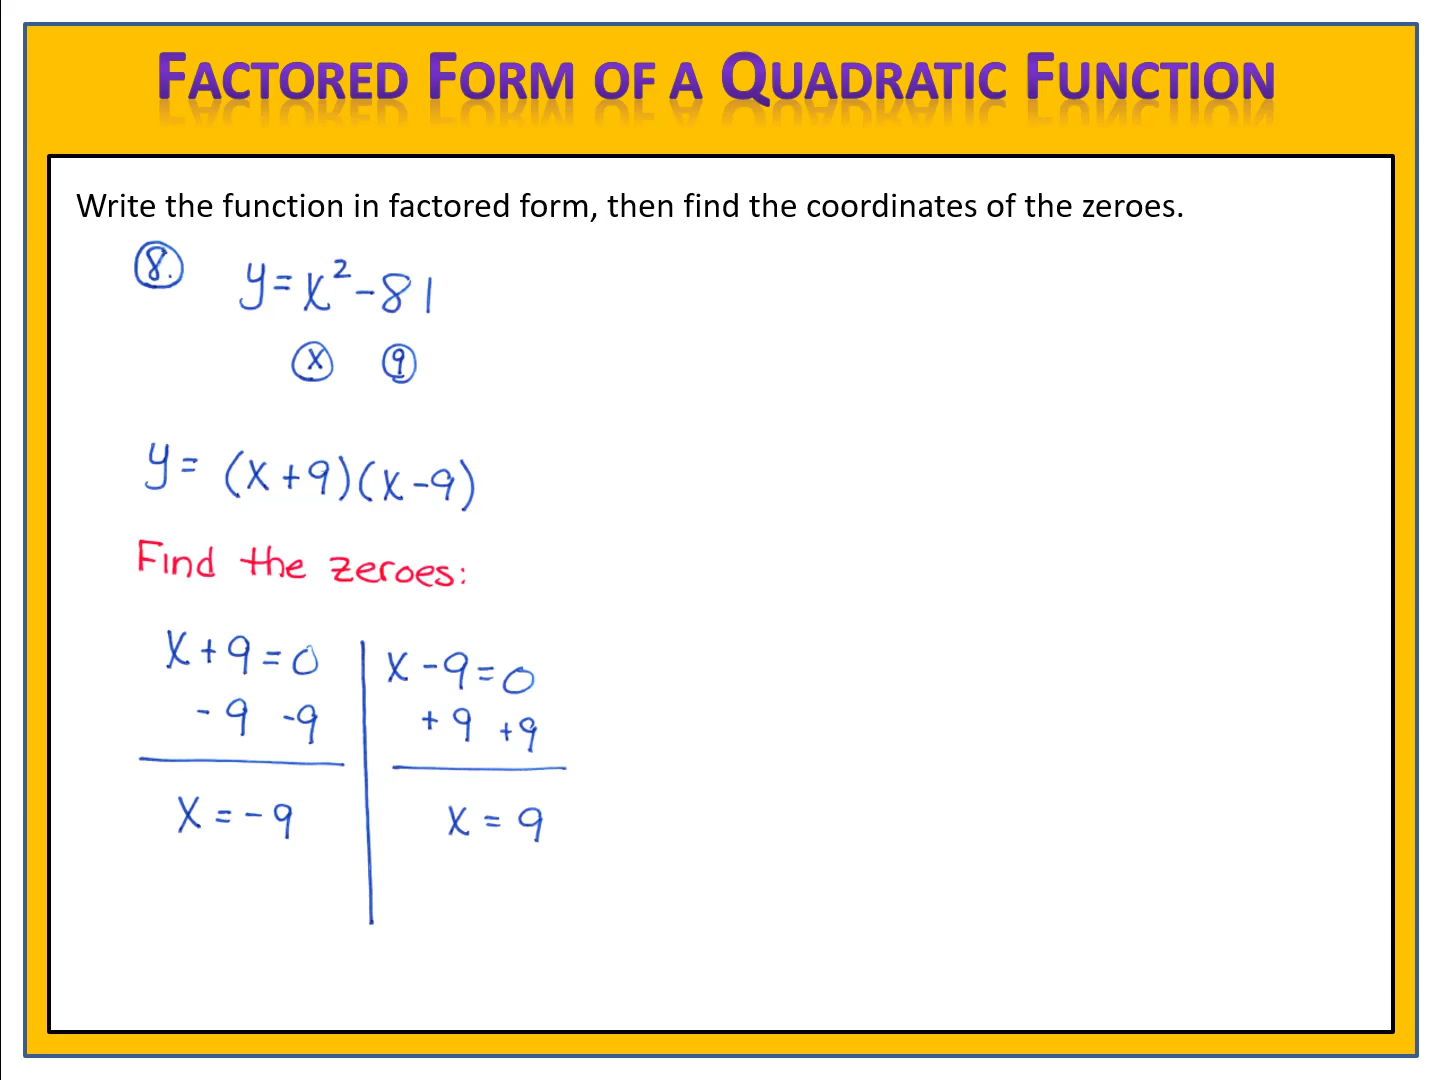 FACTORED FORM OF A QUADRATIC FUNCTION
Write the function in factored form, then find the coordinates of the zeroes.
8. y = x² - 81
x 9
y = (x + 9)(x - 9)
Find the zeroes:
x + 9 = 0
- 9 -9
x = - 9
x - 9 = 0
+ 9 +9
x = 9